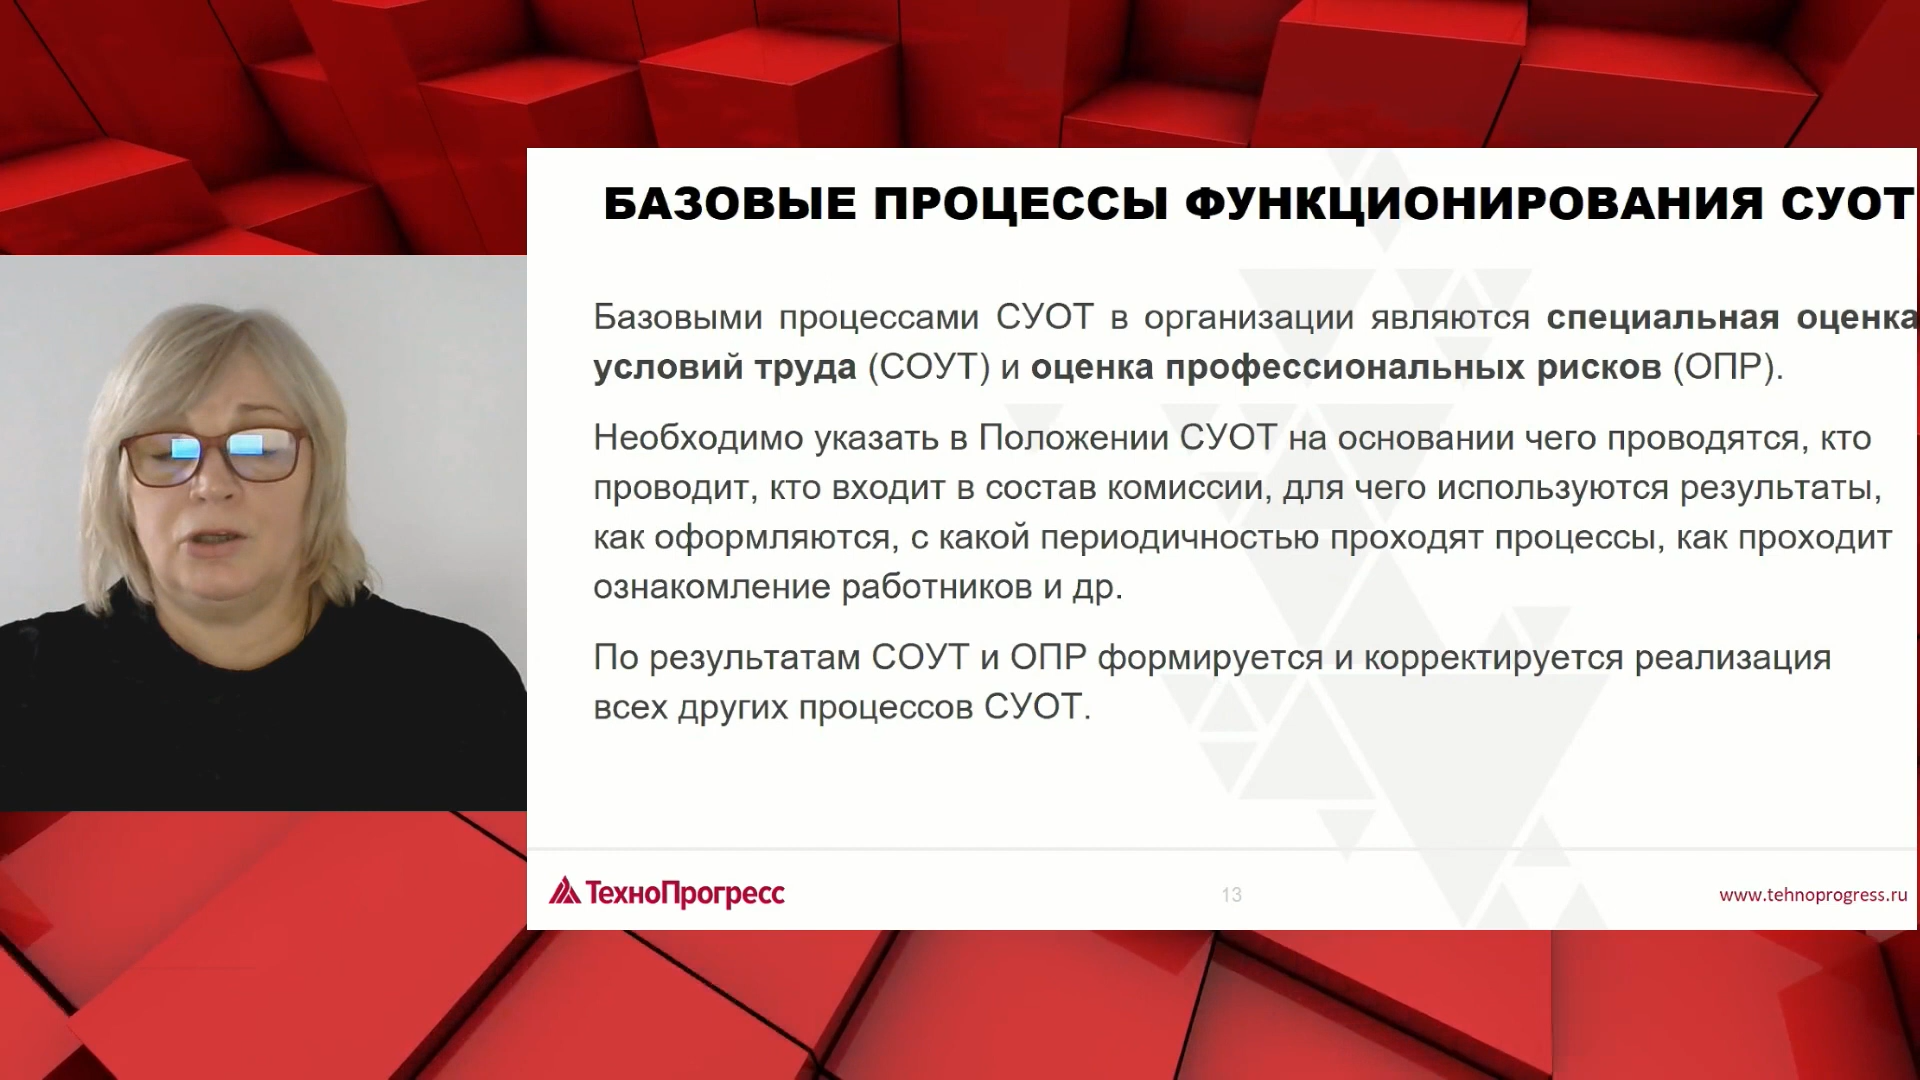 БАЗОВЫЕ ПРОЦЕССЫ ФУНКЦИОНИРОВАНИЯ СУОТ
Базовыми процессами СУОТ в организации являются специальная оценка
условий труда (СОУТ) и оценка профессиональных рисков (ОПР).
Необходимо указать в Положении СУОТ на основании чего проводятся, кто
проводит, кто входит в состав комиссии, для чего используются результаты,
как оформляются, с какой периодичностью проходят процессы, как проходит
ознакомление работников и др.
По результатам СОУТ и ОПР формируется и корректируется реализация
всех других процессов СУОТ.
ТехноПрогресс
13
www.tehnoprogress.ru